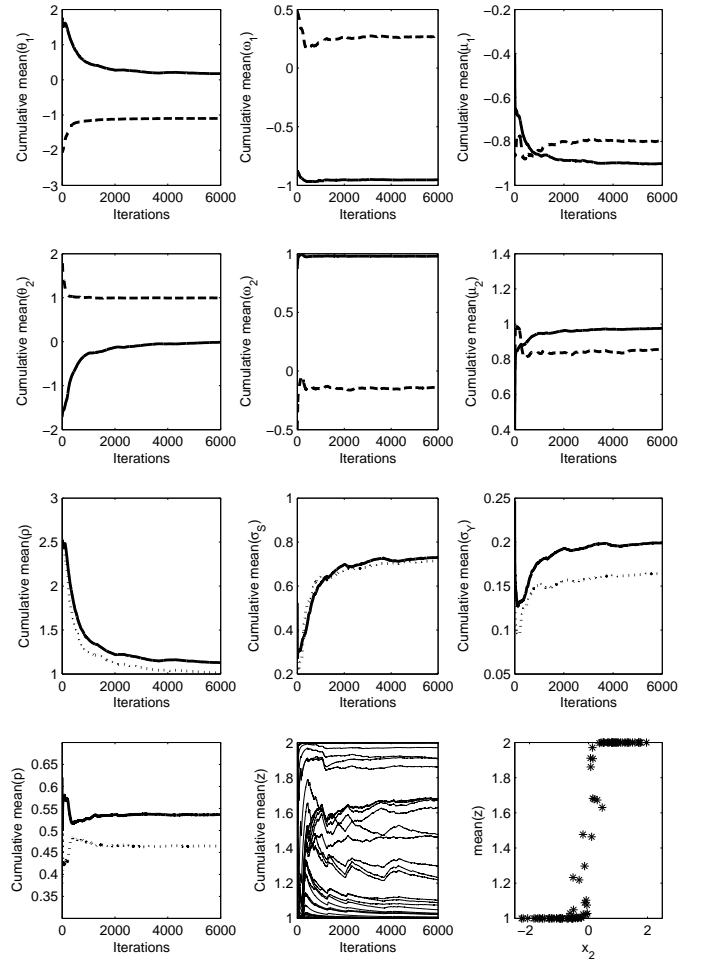 Cumulative mean(θ1)
2
1
0
−1
−2
−3
0 2000 4000 6000
Iterations
Cumulative mean(ω1)
0.5
0
0.5
−1
0 2000 4000 6000
Iterations
Cumulative mean(μ1)
−0.2
−0.4
−0.6
−0.8
−1
0 2000 4000 6000
Iterations
Cumulative mean(θ2)
2
1
0
−1
−2
0 2000 4000 6000
Iterations
Cumulative mean(ω2)
1
0.5
0
−0.5
0 2000 4000 6000
Iterations
Cumulative mean(μ2)
1.4
1.2
1
0.8
0.6
0.4
0 2000 4000 6000
Iterations
Cumulative mean(ρ)
3
2.5
2
1.5
1
0 2000 4000 6000
Iterations
Cumulative mean(σS)
1
0.8
0.6
0.4
0.2
0 2000 4000 6000
Iterations
Cumulative mean(σY)
0.25
0.2
0.15
0.1
0.05
0 2000 4000 6000
Iterations
Cumulative mean(p)
0.65
0.6
0.55
0.5
0.45
0.4
0.35
0 2000 4000 6000
Iterations
Cumulative mean(z)
2
1.8
1.6
1.4
1.2
1
0 2000 4000 6000
Iterations
mean(z)
2
1.8
1.6
1.4
1.2
1
−2 0 2
x2